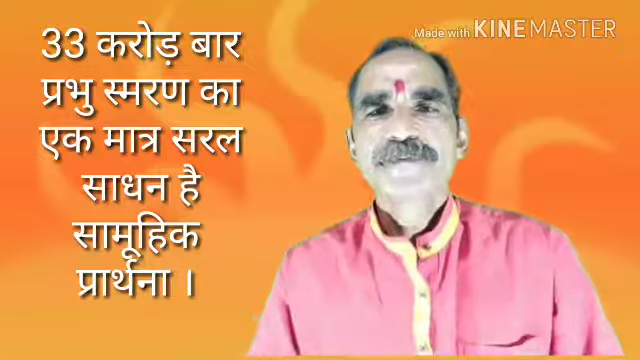 Made with KINEMASTER
33 करोड़ बार
प्रभु स्मरण का
एक मात्र सरल
साधन है
सामूहिक
प्रार्थना ।